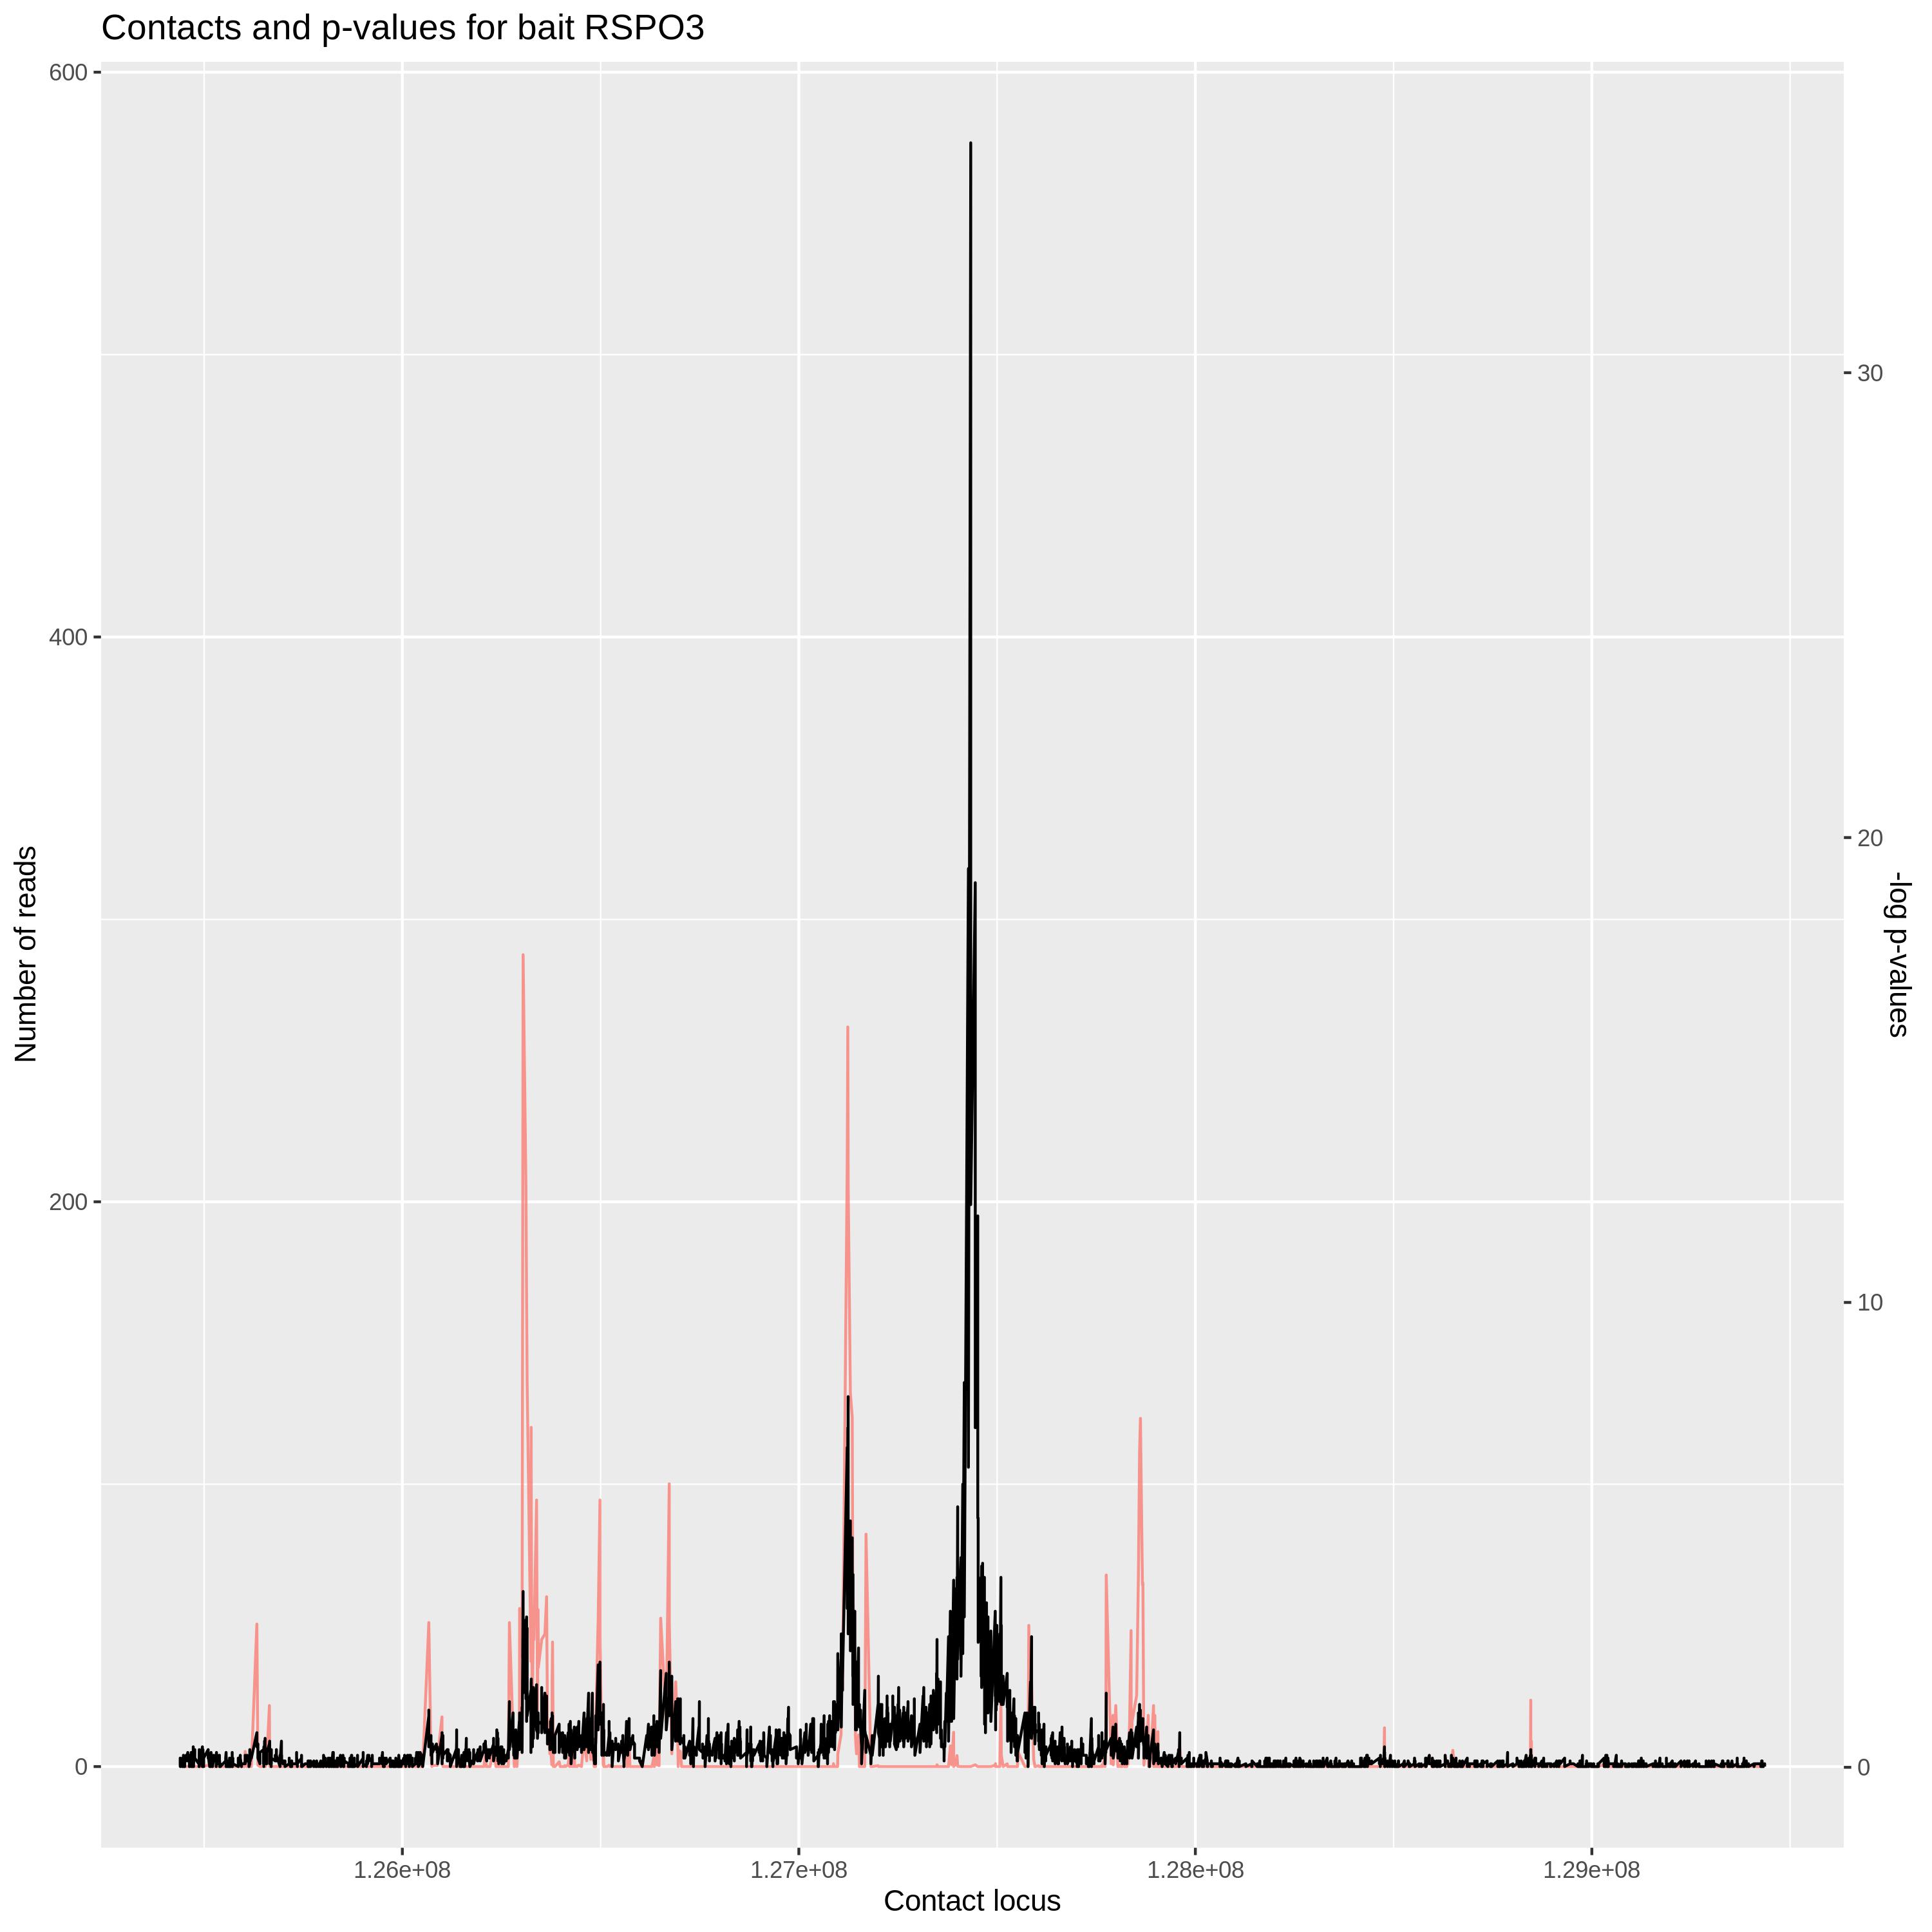 Contacts and p-values for bait RSPO3
600
400
200
0
Number of reads
30
20
10
0
-log p-values
1.26e+08
1.27e+08
1.28e+08
1.29e+08
Contact locus